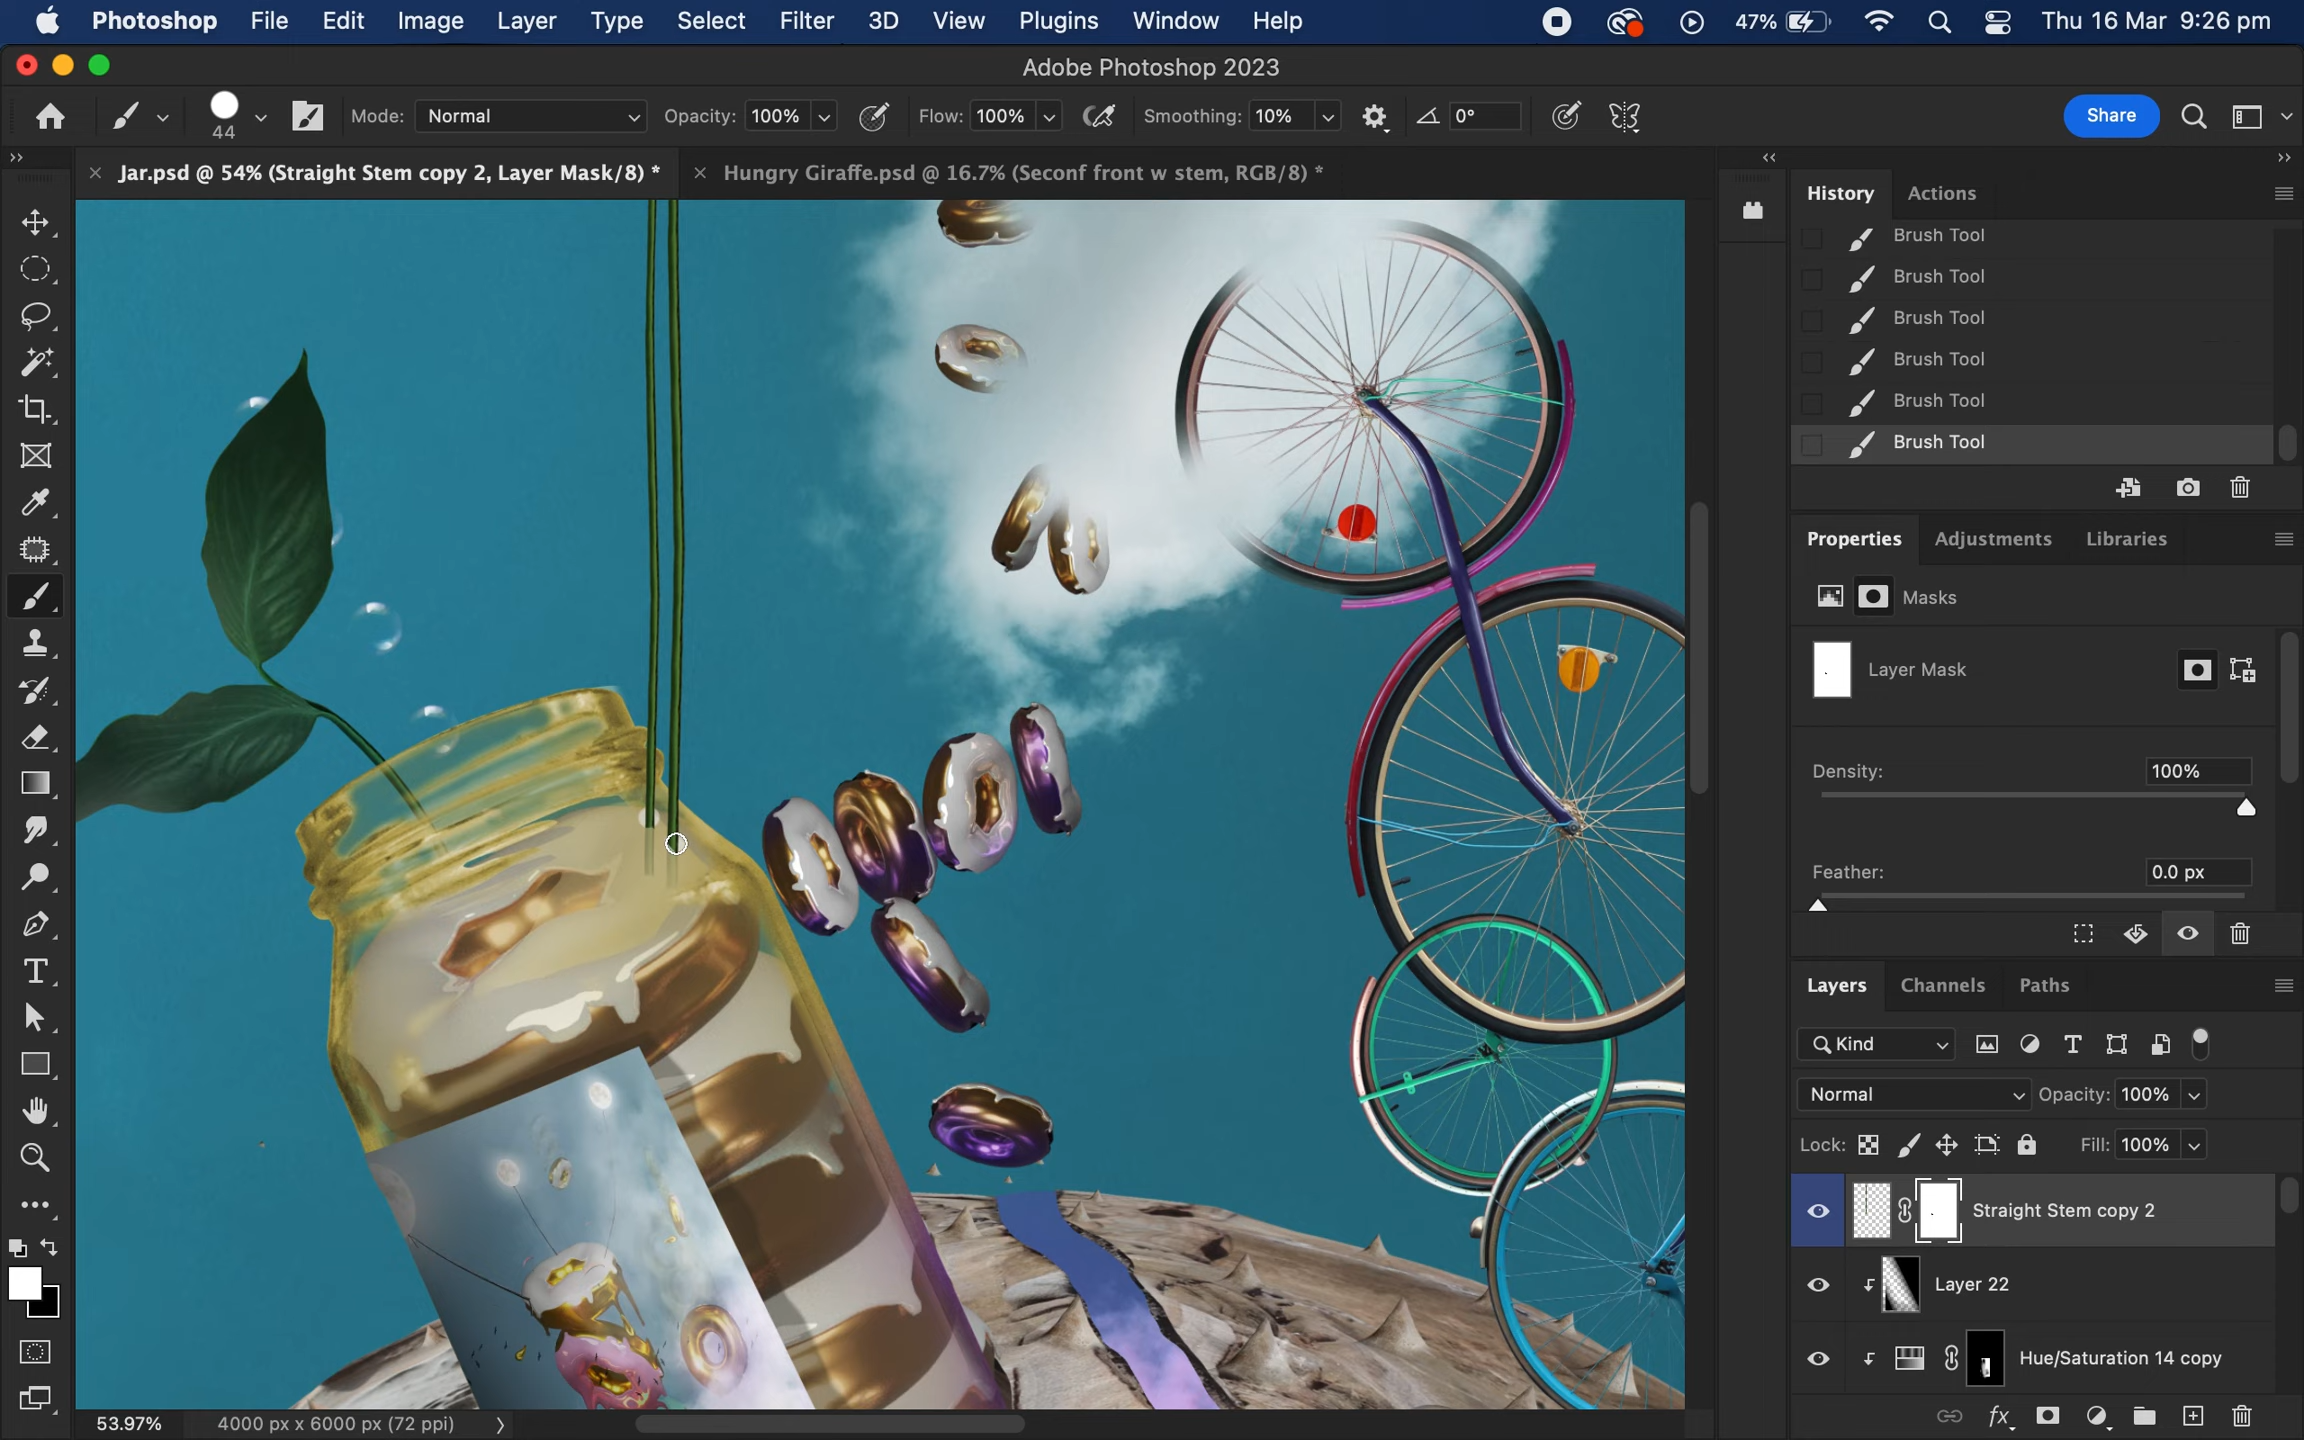 Photoshop File Edit Image Layer Type Select Filter 3D View Plugins Window Help 47% Thu 16 Mar 9:26 pm
Adobe Photoshop 2023
44 Mode: Normal Opacity: 100% Flow: 100% Smoothing: 10% 0° Share
Jar.psd @ 54% (Straight Stem copy 2, Layer Mask/8) * Hungry Giraffe.psd @ 16.7% (Seconf front w stem, RGB/8) *
History Actions
Brush Tool
Brush Tool
Brush Tool
Brush Tool
Brush Tool
Brush Tool
Properties Adjustments Libraries
Masks
Layer Mask
Density: 100%
Feather: 0.0 px
Layers Channels Paths
Kind
Normal Opacity: 100%
Lock: Fill: 100%
Straight Stem copy 2
Layer 22
Hue/Saturation 14 copy
53.97% 4000 px x 6000 px (72 ppi)